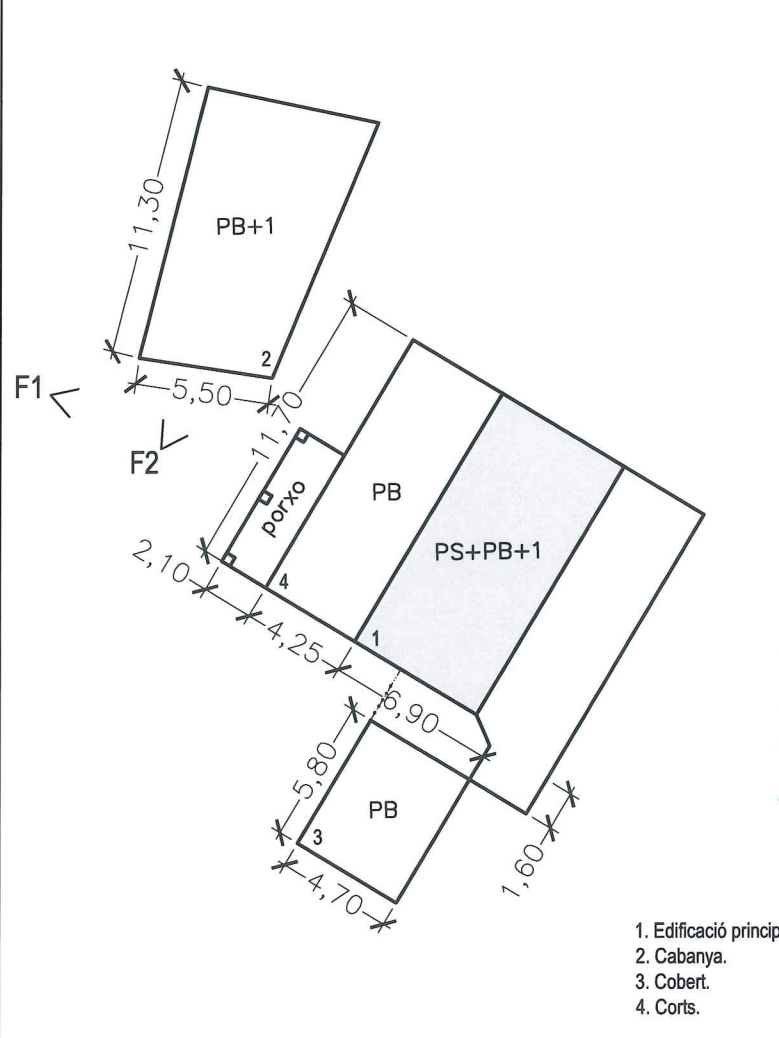 11,30
PB+1
2
5,50
F1
F2
11,70
porxo
PB
PS+PB+1
2,10
4
4,25
1
6,90
5,80
PB
3
4,70
1,60
1. Edificació princip
2. Cabanya.
3. Cobert.
4. Corts.